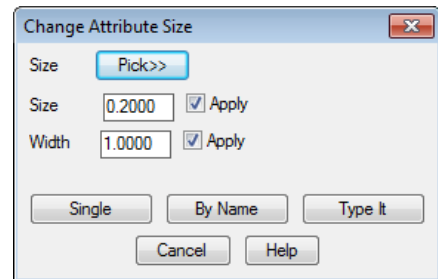 Change Attribute Size
Size Pick>>
Size 0.2000 Apply
Width 1.0000 Apply
Single By Name Type It
Cancel Help